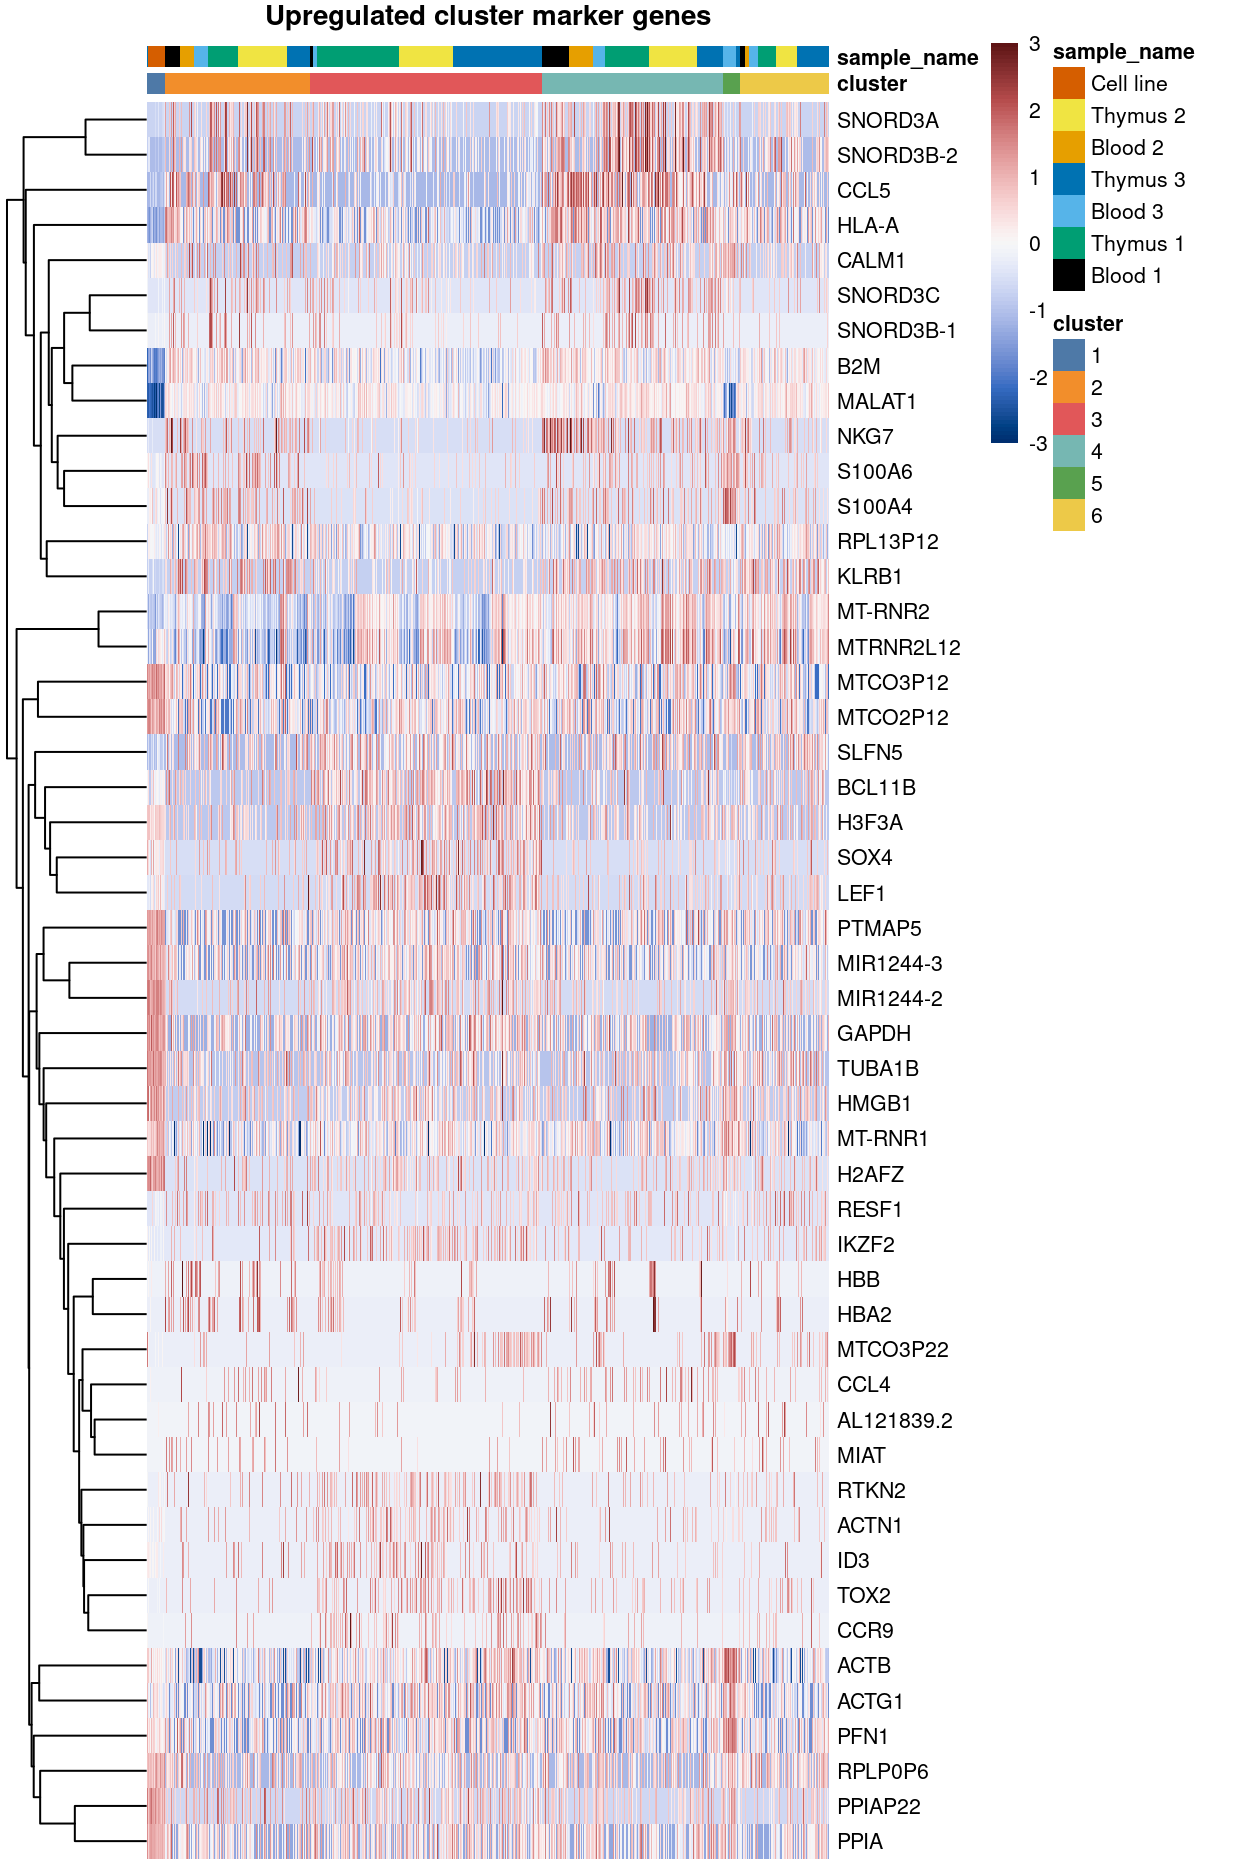 Upregulated cluster marker genes
sample_name
cluster
SNORD3A
SNORD3B-2
CCL5
HLA-A
CALM1
SNORD3C
SNORD3B-1
B2M
MALAT1
NKG7
S100A6
S100A4
RPL13P12
KLRB1
MT-RNR2
MTRNR2L12
MTCO3P12
MTCO2P12
SLFN5
BCL11B
H3F3A
SOX4
LEF1
PTMAP5
MIR1244-3
MIR1244-2
GAPDH
TUBA1B
HMGB1
MT-RNR1
H2AFZ
RESF1
IKZF2
HBB
HBA2
MTCO3P22
CCL4
AL121839.2
MIAT
RTKN2
ACTN1
ID3
TOX2
CCR9
ACTB
ACTG1
PFN1
RPLP0P6
PPIAP22
PPIA
3
2
1
0
-1
-2
-3
sample_name
Cell line
Thymus 2
Blood 2
Thymus 3
Blood 3
Thymus 1
Blood 1
cluster
1
2
3
4
5
6